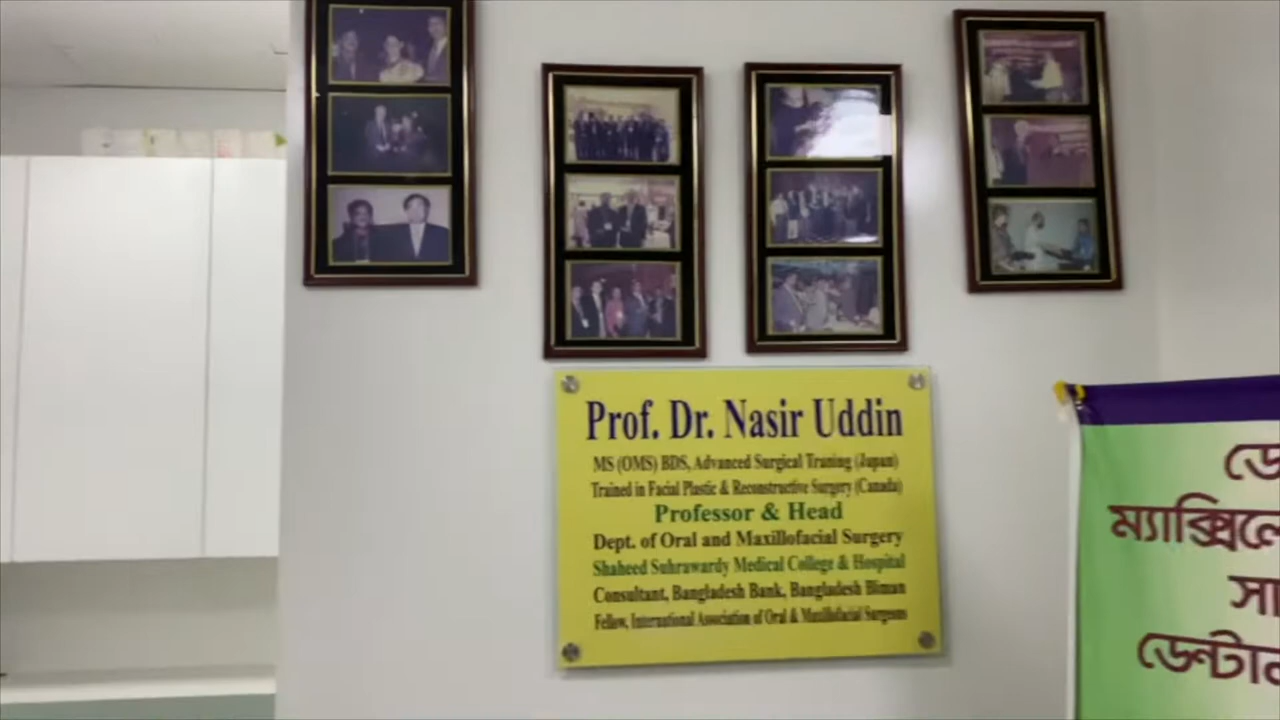 Prof. Dr. Nasir Uddin
MS (OMS) BDS, Advanced Surgical Traning (Japan)
Trained in Facial Plastic & Reconstructive Surgery (Canada)
Professor & Head
Dept. of Oral and Maxillofacial Surgery
Shaheed Suhrawardy Medical College & Hospital
Consultant, Bangladesh Bank, Bangladesh Biman
Fellow, International Association of Oral & Maxillofacial Surgeons
ডে
ম্যাক্সিলো
সা
ডেন্টাল